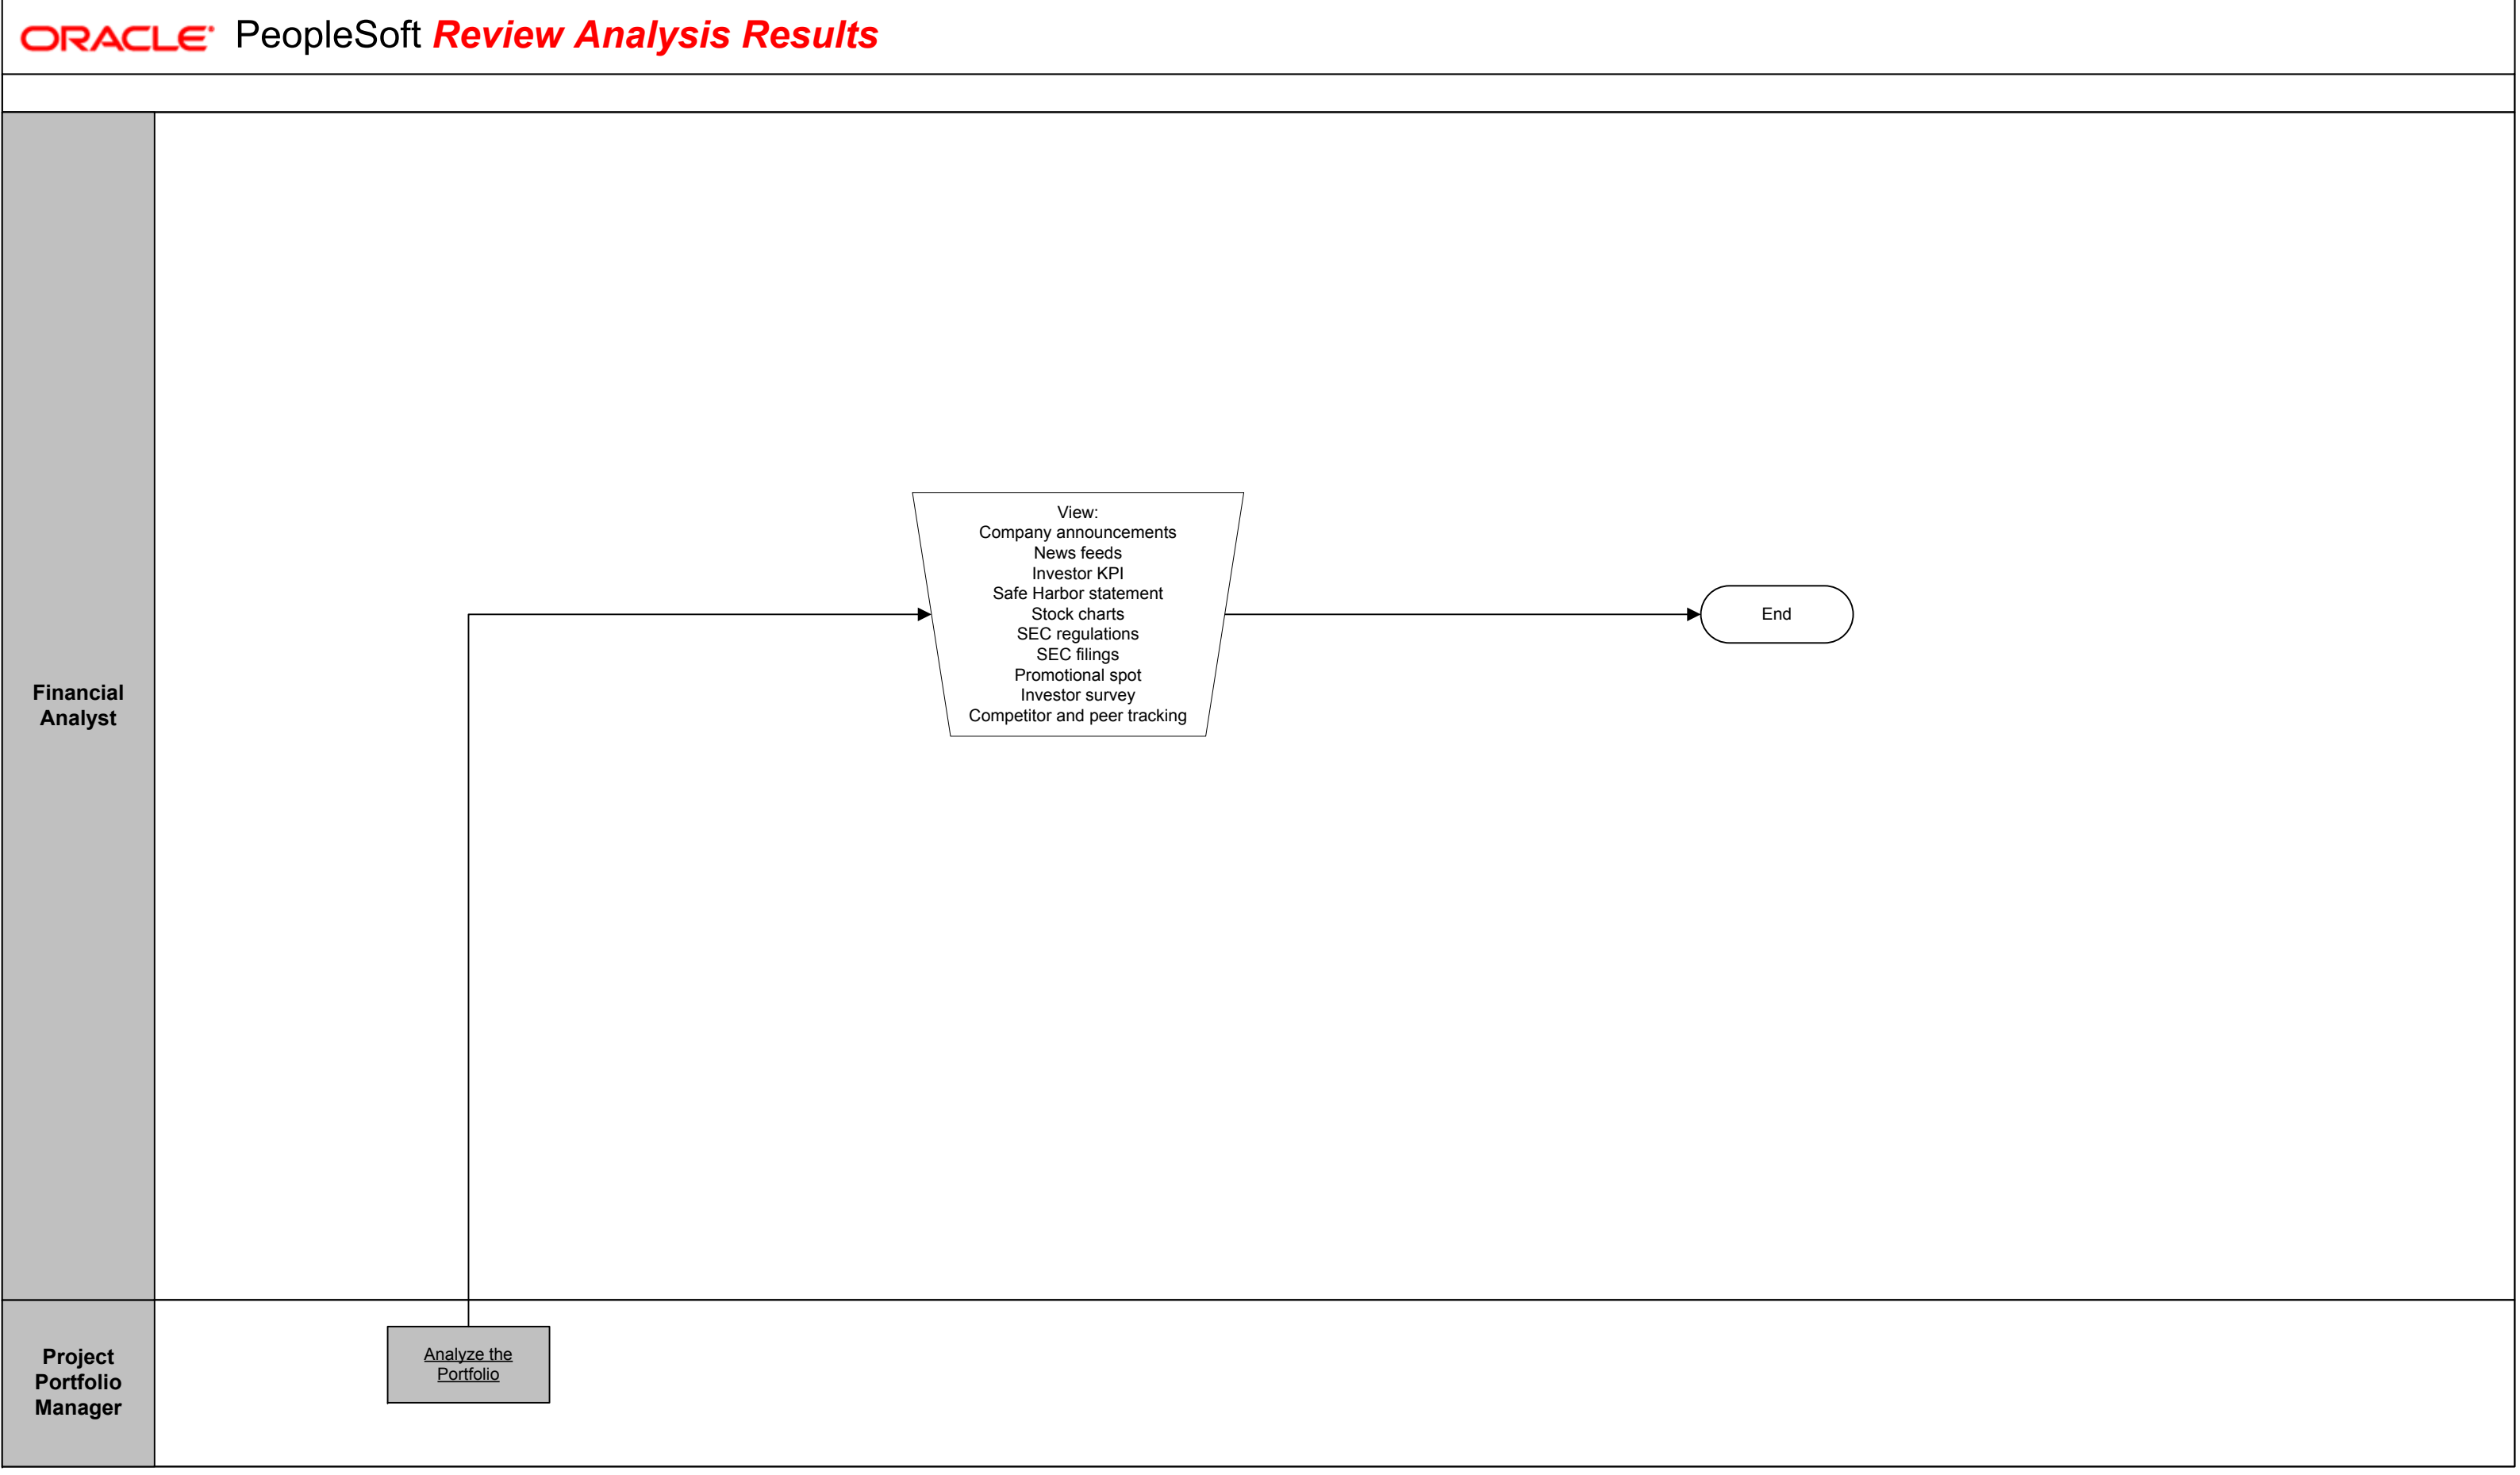 ORACLE® PeopleSoft Review Analysis Results
Financial
Analyst
View:
Company announcements
News feeds
Investor KPI
Safe Harbor statement
Stock charts
SEC regulations
SEC filings
Promotional spot
Investor survey
Competitor and peer tracking
End
Project
Portfolio
Manager
Analyze the
Portfolio